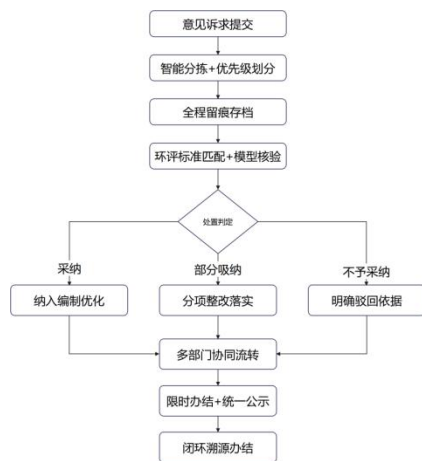 意见诉求提交
智能分拣+优先级划分
全程留痕存档
环评标准匹配+模型核验
处置判定
采纳
部分吸纳
不予采纳
纳入编制优化
分项整改落实
明确驳回依据
多部门协同流转
限时办结+统一公示
闭环溯源办结